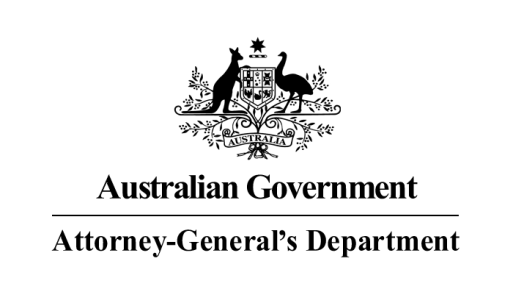 AUSTRALIA
Australian Government
Attorney-General’s Department